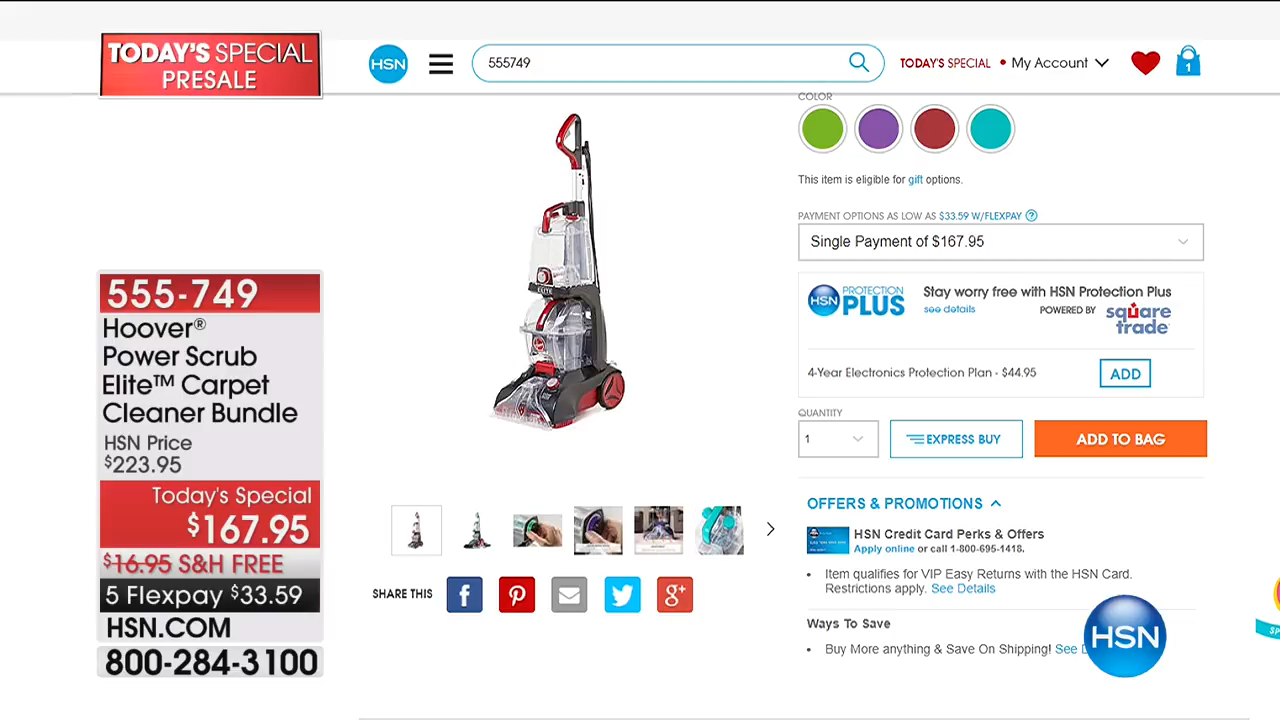 TODAY'S SPECIAL
PRESALE
HSN
555749
TODAY'S SPECIAL
My Account
1
COLOR
This item is eligible for gift options.
PAYMENT OPTIONS AS LOW AS $33.59 W/FLEXPAY ?
Single Payment of $167.95
HSN PROTECTION PLUS
Stay worry free with HSN Protection Plus
see details
POWERED BY square trade
4-Year Electronics Protection Plan - $44.95
ADD
QUANTITY
1
EXPRESS BUY
ADD TO BAG
OFFERS & PROMOTIONS
HSN Credit Card Perks & Offers
Apply online or call 1-800-695-1418.
• Item qualifies for VIP Easy Returns with the HSN Card.
Restrictions apply. See Details
Ways To Save
• Buy More anything & Save On Shipping! See
HSN
555-749
Hoover®
Power Scrub
Elite™ Carpet
Cleaner Bundle
HSN Price
$223.95
Today's Special
$167.95
$16.95 S&H FREE
5 Flexpay $33.59
HSN.COM
800-284-3100
ELITE
SHARE THIS